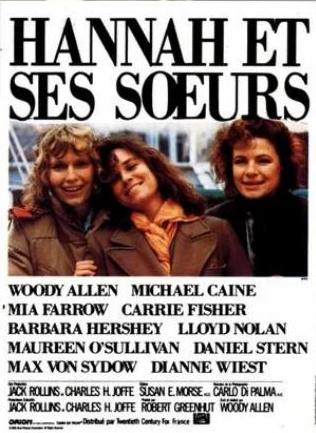 HANNAH ET
SES SŒURS
WOODY ALLEN MICHAEL CAINE
MIA FARROW CARRIE FISHER
BARBARA HERSHEY LLOYD NOLAN
MAUREEN O'SULLIVAN DANIEL STERN
MAX VON SYDOW DIANNE WIEST
JACK ROLLINS CHARLES H. JOFFE SUSAN E. MORSE CARLO DI PALMA
JACK ROLLINS CHARLES H. JOFFE ROBERT GREENHUT WOODY ALLEN
ORION Distribué par Twentieth Century Fox France